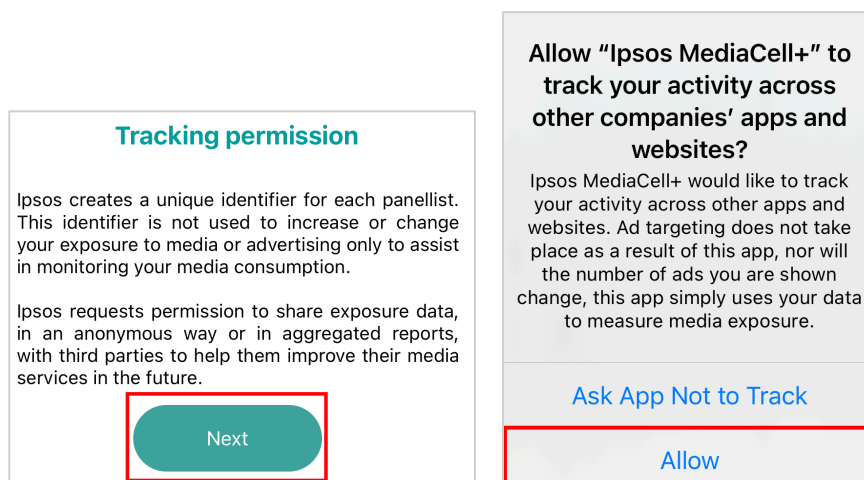 Tracking permission
Ipsos creates a unique identifier for each panellist.
This identifier is not used to increase or change
your exposure to media or advertising only to assist
in monitoring your media consumption.
Ipsos requests permission to share exposure data,
in an anonymous way or in aggregated reports,
with third parties to help them improve their media
services in the future.
Next
Allow “Ipsos MediaCell+” to
track your activity across
other companies’ apps and
websites?
Ipsos MediaCell+ would like to track
your activity across other apps and
websites. Ad targeting does not take
place as a result of this app, nor will
the number of ads you are shown
change, this app simply uses your data
to measure media exposure.
Ask App Not to Track
Allow